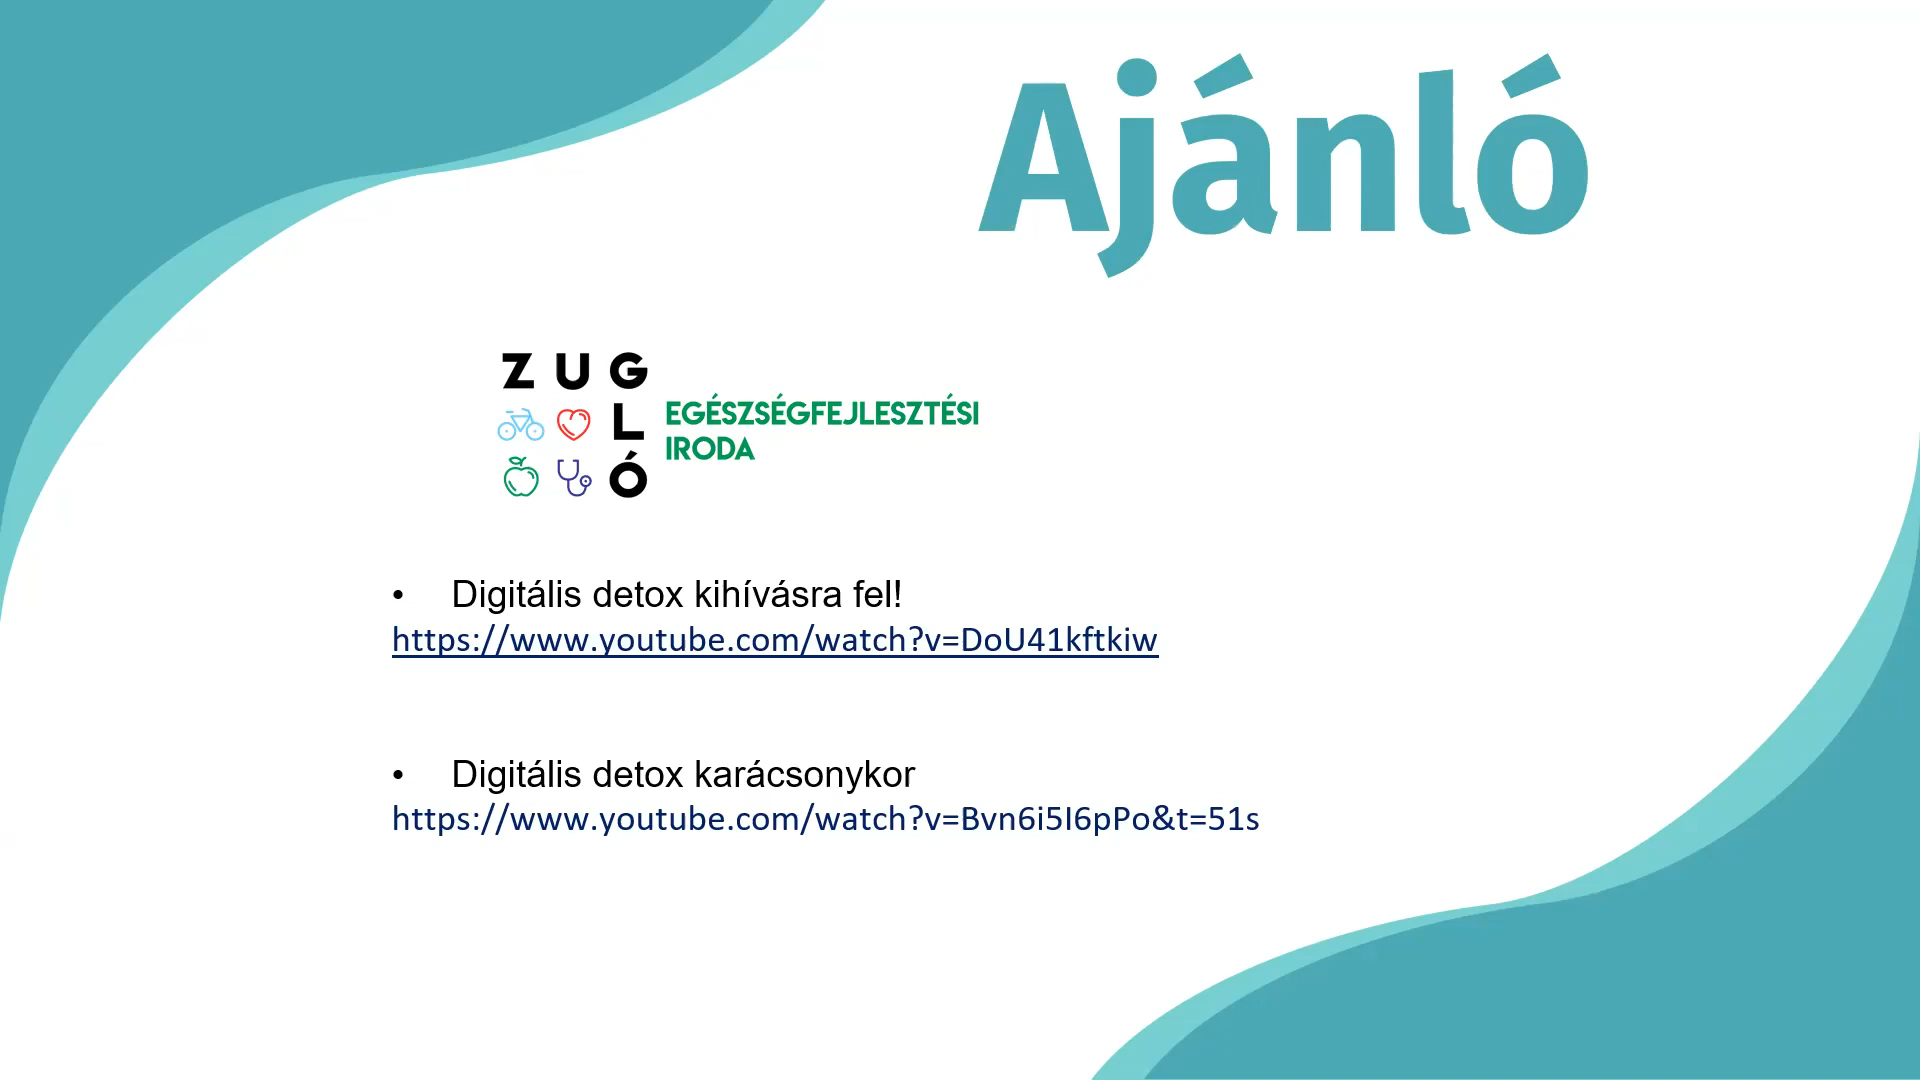 Ajánló
ZUG
L
Ó
EGÉSZSÉGFEJLESZTÉSI
IRODA
• Digitális detox kihívásra fel!
https://www.youtube.com/watch?v=DoU41kftkiw
• Digitális detox karácsonykor
https://www.youtube.com/watch?v=Bvn6i5I6pPo&t=51s